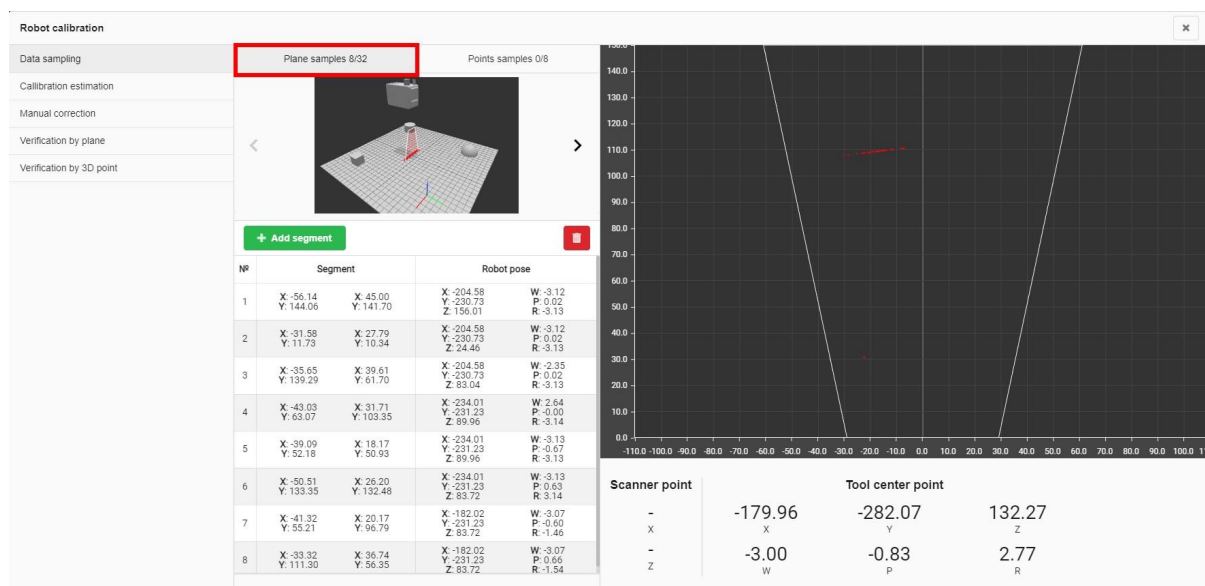 Robot calibration
Data sampling
Callibration estimation
Manual correction
Verification by plane
Verification by 3D point
Plane samples 8/32 Points samples 0/8
+ Add segment
Nº Segment Robot pose
1 X: -56.14 X: 45.00 X: -204.58 W: -3.12
Y: 144.06 Y: 141.70 Y: -230.73 P: 0.02
Z: 156.01 R: -3.13
2 X: -31.58 X: 27.79 X: -204.58 W: -3.12
Y: 11.73 Y: 10.34 Y: -230.73 P: 0.02
Z: 24.46 R: -3.13
3 X: -35.65 X: 39.61 X: -204.58 W: -2.35
Y: 139.29 Y: 61.70 Y: -230.73 P: 0.02
Z: 83.04 R: -3.13
4 X: -43.03 X: 31.71 X: -234.01 W: 2.64
Y: 63.07 Y: 103.35 Y: -231.23 P: -0.00
Z: 89.96 R: -3.14
5 X: -39.09 X: 18.17 X: -234.01 W: -3.13
Y: 52.18 Y: 50.93 Y: -231.23 P: -0.67
Z: 89.96 R: -3.13
6 X: -50.51 X: 26.20 X: -234.01 W: -3.13
Y: 133.35 Y: 132.48 Y: -231.23 P: 0.63
Z: 83.72 R: 3.14
7 X: -41.32 X: 20.17 X: -182.02 W: -3.07
Y: 55.21 Y: 96.79 Y: -231.23 P: -0.60
Z: 83.72 R: -1.46
8 X: -33.32 X: 36.74 X: -182.02 W: -3.07
Y: 111.30 Y: 56.35 Y: -231.23 P: 0.66
Z: 83.72 R: -1.54
150.0
140.0
130.0
120.0
110.0
100.0
90.0
80.0
70.0
60.0
50.0
40.0
30.0
20.0
10.0
0.0
-110.0 -100.0 -90.0 -80.0 -70.0 -60.0 -50.0 -40.0 -30.0 -20.0 -10.0 0.0 10.0 20.0 30.0 40.0 50.0 60.0 70.0 80.0 90.0 100.0
Scanner point Tool center point
- -179.96 -282.07 132.27
X X Y Z
- -3.00 -0.83 2.77
Z W P R